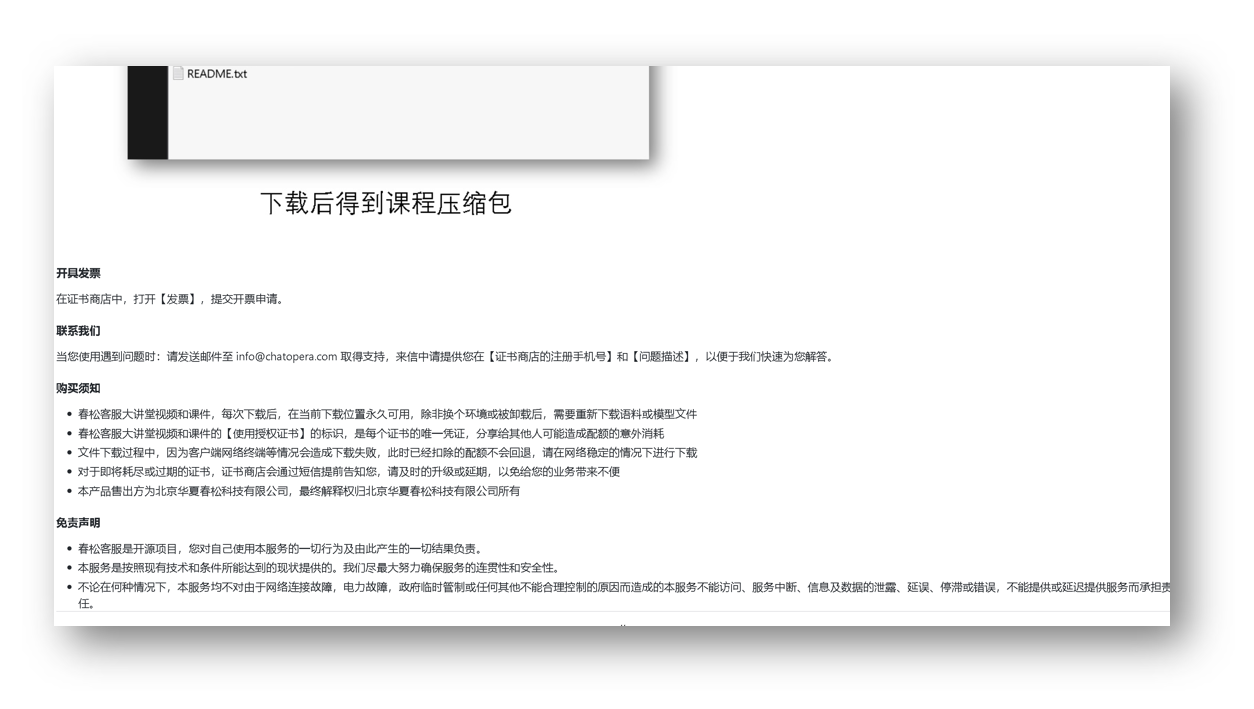 README.txt
下载后得到课程压缩包
开具发票
在证书商店中，打开【发票】，提交开票申请。
联系我们
当您使用遇到问题时：请发送邮件至 info@chatopera.com 取得支持，来信中请提供您在【证书商店的注册手机号】和【问题描述】，以便于我们快速为您解答。
购买须知
• 春松客服大讲堂视频和课件，每次下载后，在当前下载位置永久可用，除非换个环境或被卸载后，需要重新下载语料或模型文件
• 春松客服大讲堂视频和课件的【使用授权证书】的标识，是每个证书的唯一凭证，分享给其他人可能造成配额的意外消耗
• 文件下载过程中，因为客户端网络终端等情况会造成下载失败，此时已经扣除的配额不会回退，请在网络稳定的情况下进行下载
• 对于即将耗尽或过期的证书，证书商店会通过短信提前告知您，请及时的升级或延期，以免给您的业务带来不便
• 本产品售出方为北京华夏春松科技有限公司，最终解释权归北京华夏春松科技有限公司所有
免责声明
• 春松客服是开源项目，您对自己使用本服务的一切行为及由此产生的一切结果负责。
• 本服务是按照现有技术和条件所能达到的现状提供的。我们尽最大努力确保服务的连贯性和安全性。
• 不论在何种情况下，本服务均不对由于网络连接故障，电力故障，政府临时管制或任何其他不能合理控制的原因而造成的本服务不能访问、服务中断、信息及数据的泄露、延误、停滞或错误，不能提供或延迟提供服务而承担责
任。